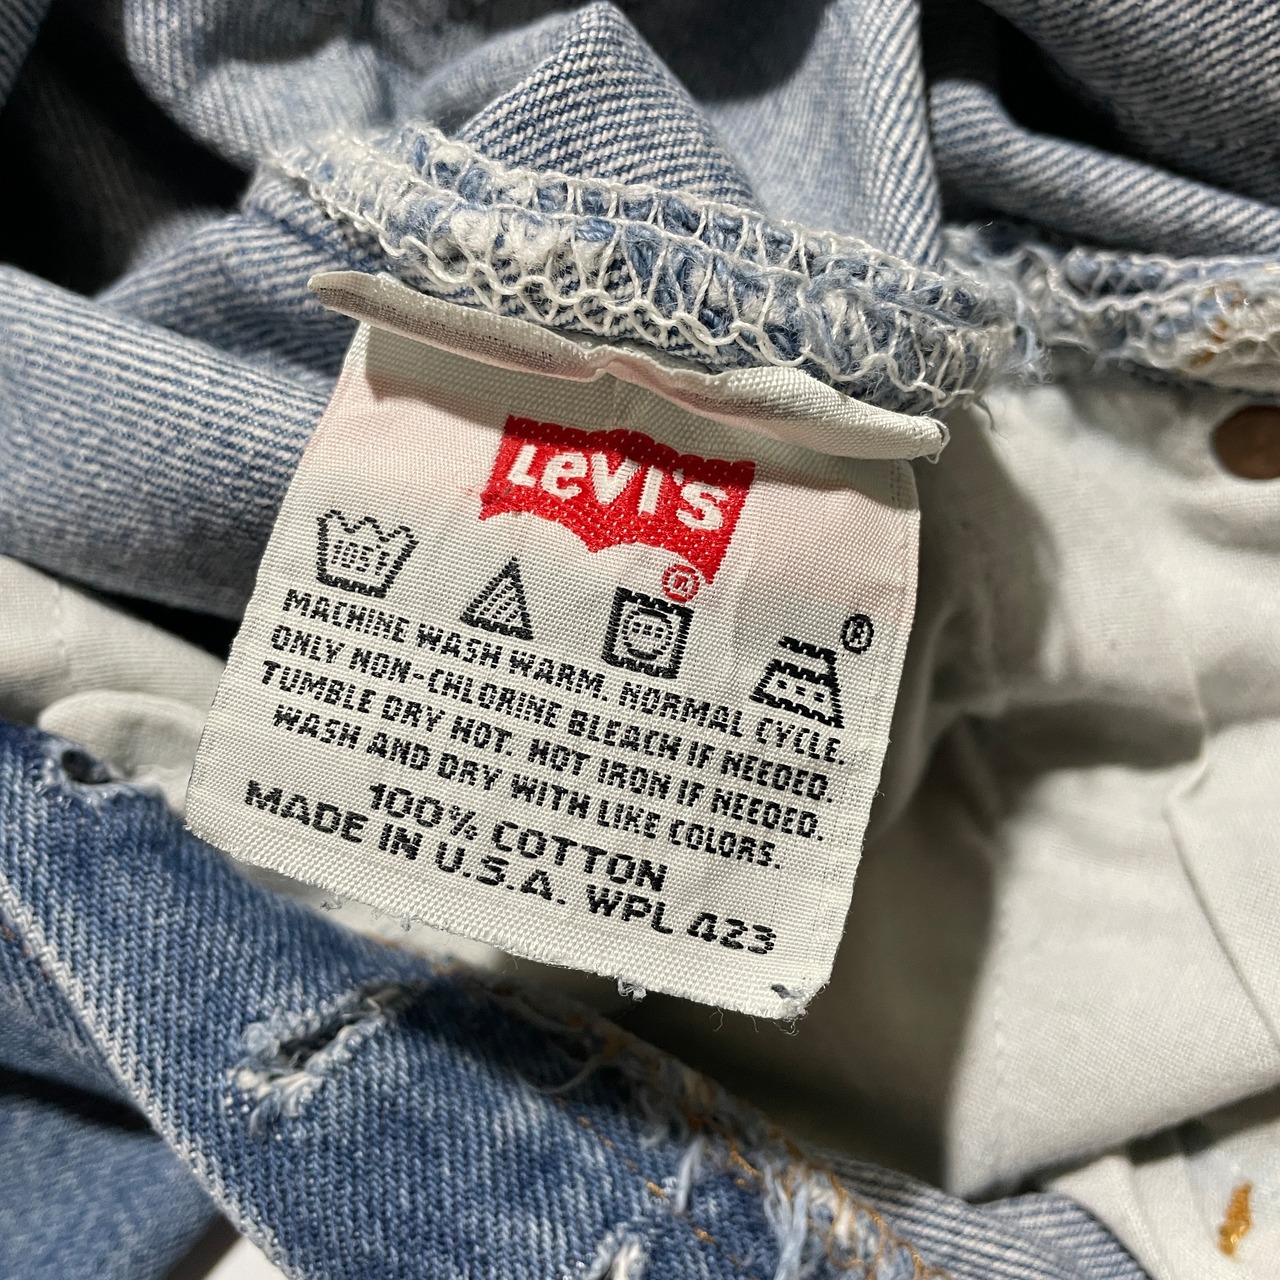 LEVI'S
®
105F
®
MACHINE WASH WARM. NORMAL CYCLE.
ONLY NON-CHLORINE BLEACH IF NEEDED.
TUMBLE DRY HOT. HOT IRON IF NEEDED.
WASH AND DRY WITH LIKE COLORS.
100% COTTON
MADE IN U.S.A. WPL 423